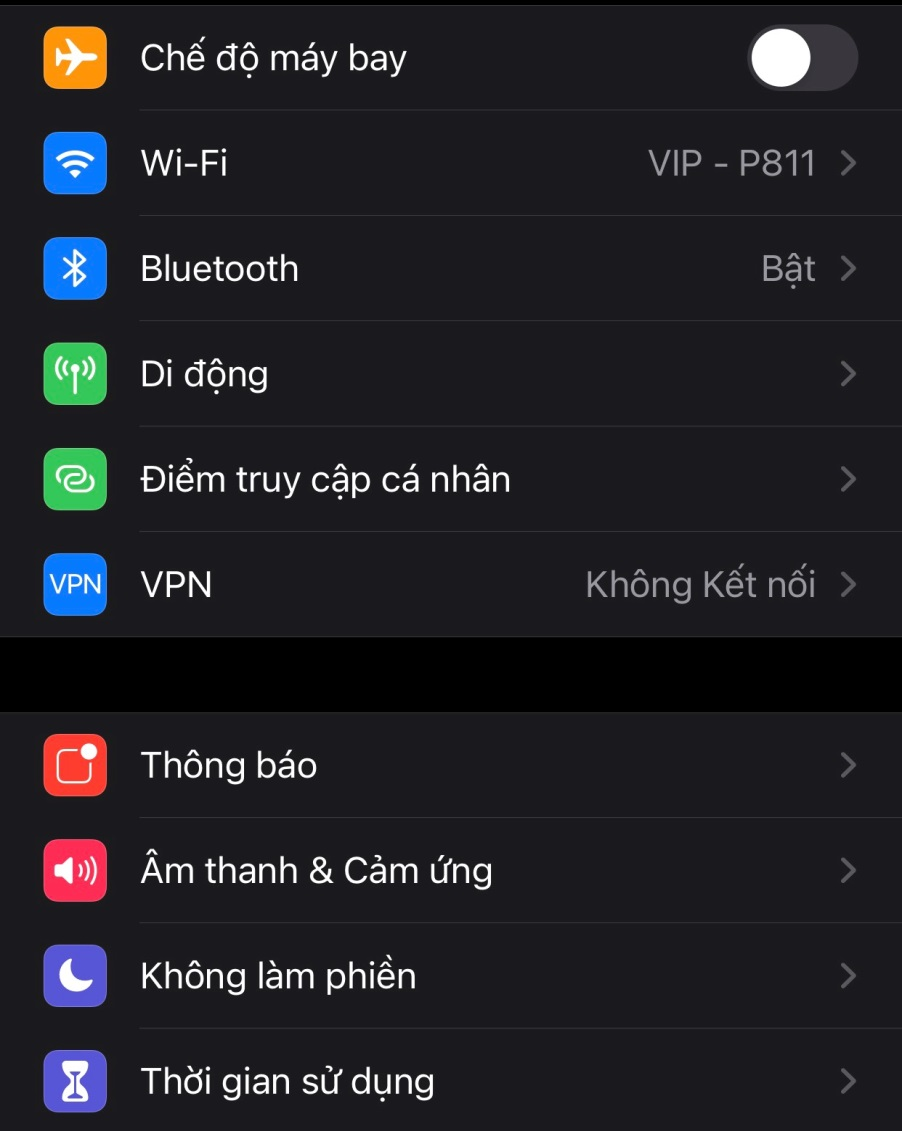 Chế độ máy bay
Wi-Fi VIP - P811
Bluetooth Bật
Di động
Điểm truy cập cá nhân
VPN VPN Không Kết nối
Thông báo
Âm thanh & Cảm ứng
Không làm phiền
Thời gian sử dụng